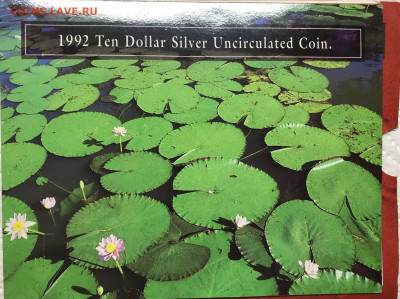 coins.lave.ru
1992 Ten Dollar Silver Uncirculated Coin.